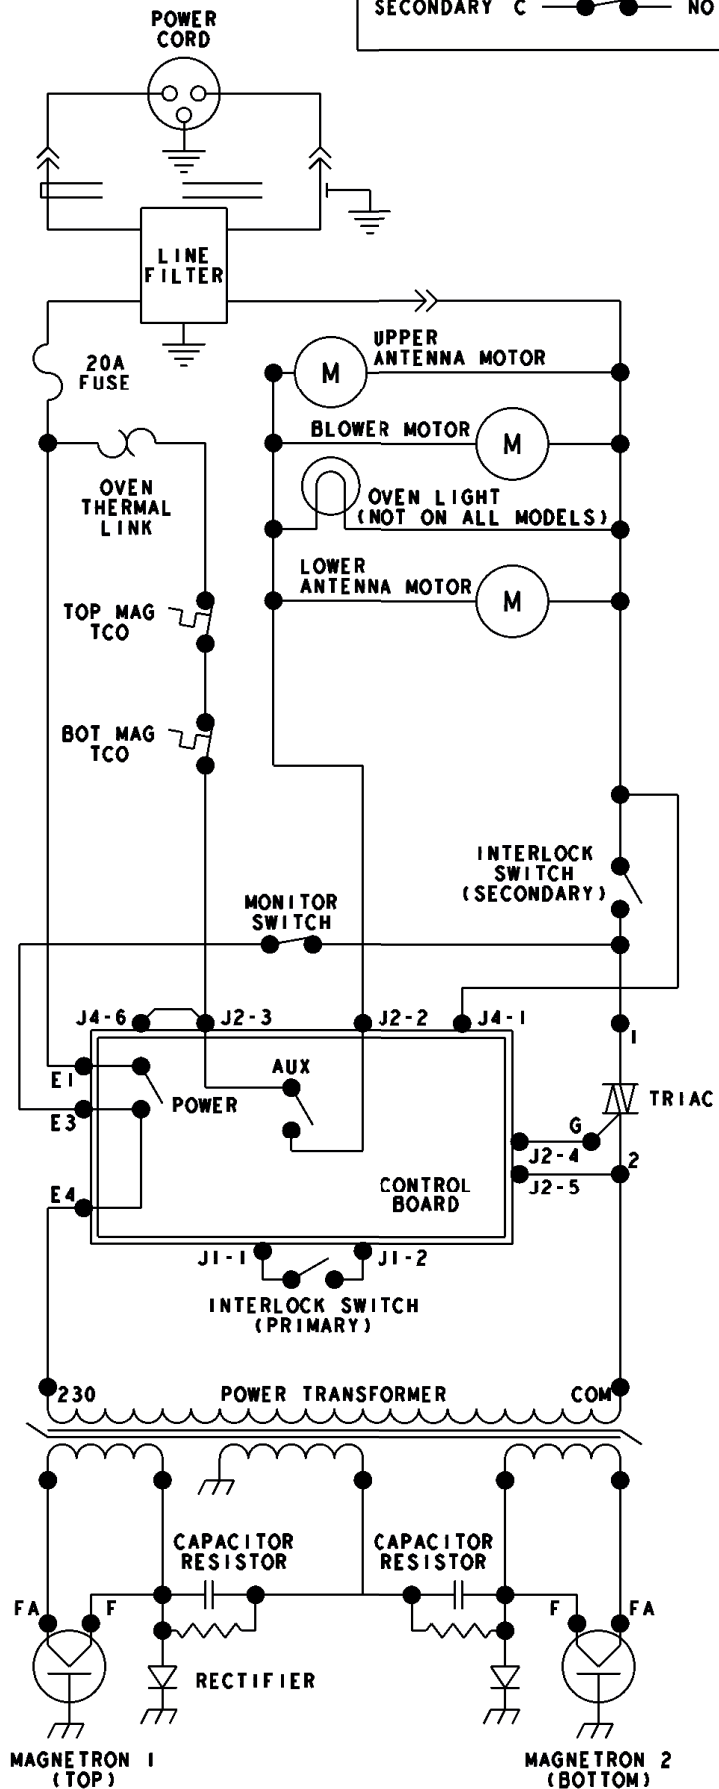 SECONDARY C NO
POWER
CORD
LINE
FILTER
UPPER
ANTENNA MOTOR
M
20A
FUSE
BLOWER MOTOR
M
OVEN
THERMAL
LINK
OVEN LIGHT
(NOT ON ALL MODELS)
LOWER
ANTENNA MOTOR
M
TOP MAG
TCO
BOT MAG
TCO
INTERLOCK
SWITCH
(SECONDARY)
MONITOR
SWITCH
J4-6
J2-3
J2-2
J4-1
1
E1
POWER
AUX
TRIAC
E3
G
J2-4
2
J2-5
E4
CONTROL
BOARD
J1-1
J1-2
INTERLOCK SWITCH
(PRIMARY)
230
POWER TRANSFORMER
COM
CAPACITOR
RESISTOR
CAPACITOR
RESISTOR
FA
F
F
FA
RECTIFIER
MAGNETRON 1
(TOP)
MAGNETRON 2
(BOTTOM)